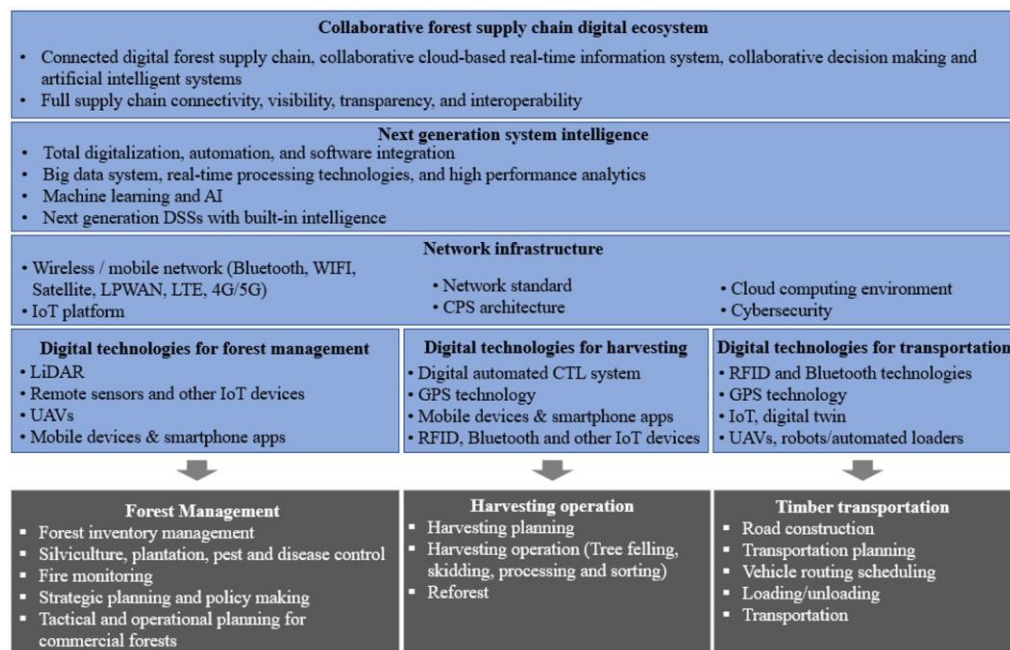 Collaborative forest supply chain digital ecosystem
• Connected digital forest supply chain, collaborative cloud-based real-time information system, collaborative decision making and
artificial intelligent systems
• Full supply chain connectivity, visibility, transparency, and interoperability
Next generation system intelligence
• Total digitalization, automation, and software integration
• Big data system, real-time processing technologies, and high performance analytics
• Machine learning and AI
• Next generation DSSs with built-in intelligence
Network infrastructure
• Wireless / mobile network (Bluetooth, WIFI,
Satellite, LPWAN, LTE, 4G/5G)
• IoT platform
• Network standard
• CPS architecture
• Cloud computing environment
• Cybersecurity
Digital technologies for forest management
• LiDAR
• Remote sensors and other IoT devices
• UAVs
• Mobile devices & smartphone apps
Digital technologies for harvesting
• Digital automated CTL system
• GPS technology
• Mobile devices & smartphone apps
• RFID, Bluetooth and other IoT devices
Digital technologies for transportation
• RFID and Bluetooth technologies
• GPS technology
• IoT, digital twin
• UAVs, robots/automated loaders
Forest Management
▪ Forest inventory management
▪ Silviculture, plantation, pest and disease control
▪ Fire monitoring
▪ Strategic planning and policy making
▪ Tactical and operational planning for
commercial forests
Harvesting operation
▪ Harvesting planning
▪ Harvesting operation (Tree felling,
skidding, processing and sorting)
▪ Reforest
Timber transportation
▪ Road construction
▪ Transportation planning
▪ Vehicle routing scheduling
▪ Loading/unloading
▪ Transportation